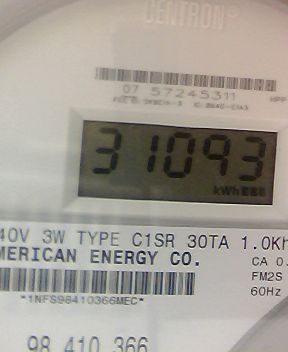 CENTRON®
07 57245311
31093
kWh
40V 3W TYPE C1SR 30TA 1.0Kh
MERICAN ENERGY CO.
CA 0.
FM2S
60Hz
*1NFS98410366MEC*
98 410 366